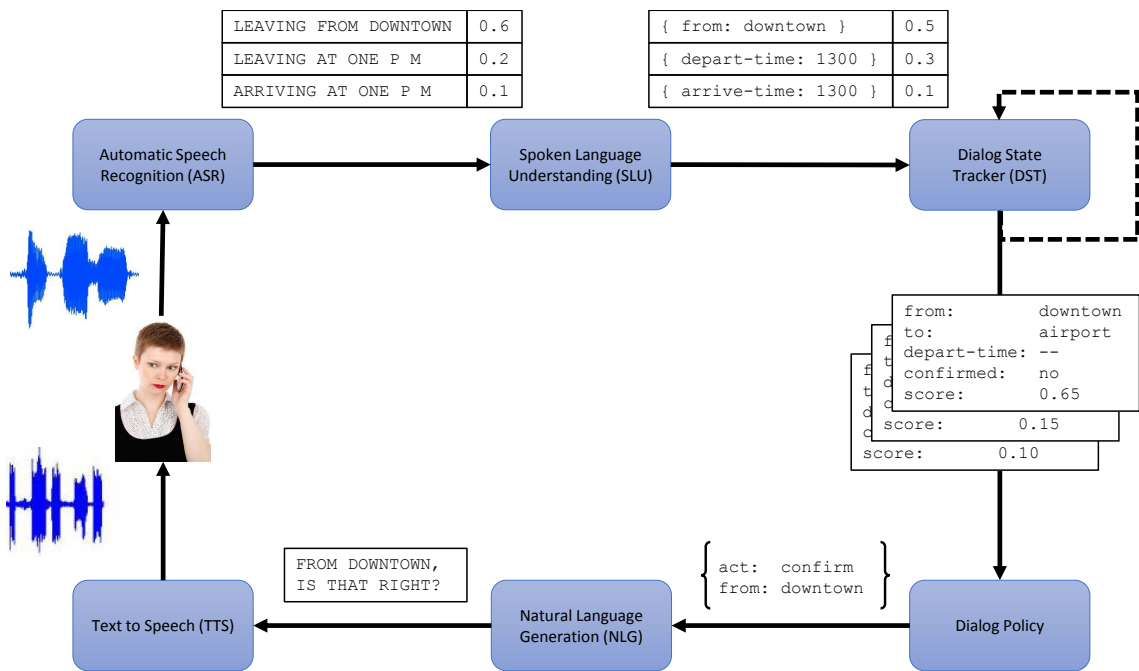 LEAVING FROM DOWNTOWN 0.6
LEAVING AT ONE P M 0.2
ARRIVING AT ONE P M 0.1
{ from: downtown } 0.5
{ depart-time: 1300 } 0.3
{ arrive-time: 1300 } 0.1
Automatic Speech
Recognition (ASR)
Spoken Language
Understanding (SLU)
Dialog State
Tracker (DST)
from: downtown
to: airport
depart-time: --
confirmed: no
score: 0.65
score: 0.15
score: 0.10
act: confirm
from: downtown
FROM DOWNTOWN,
IS THAT RIGHT?
Text to Speech (TTS)
Natural Language
Generation (NLG)
Dialog Policy